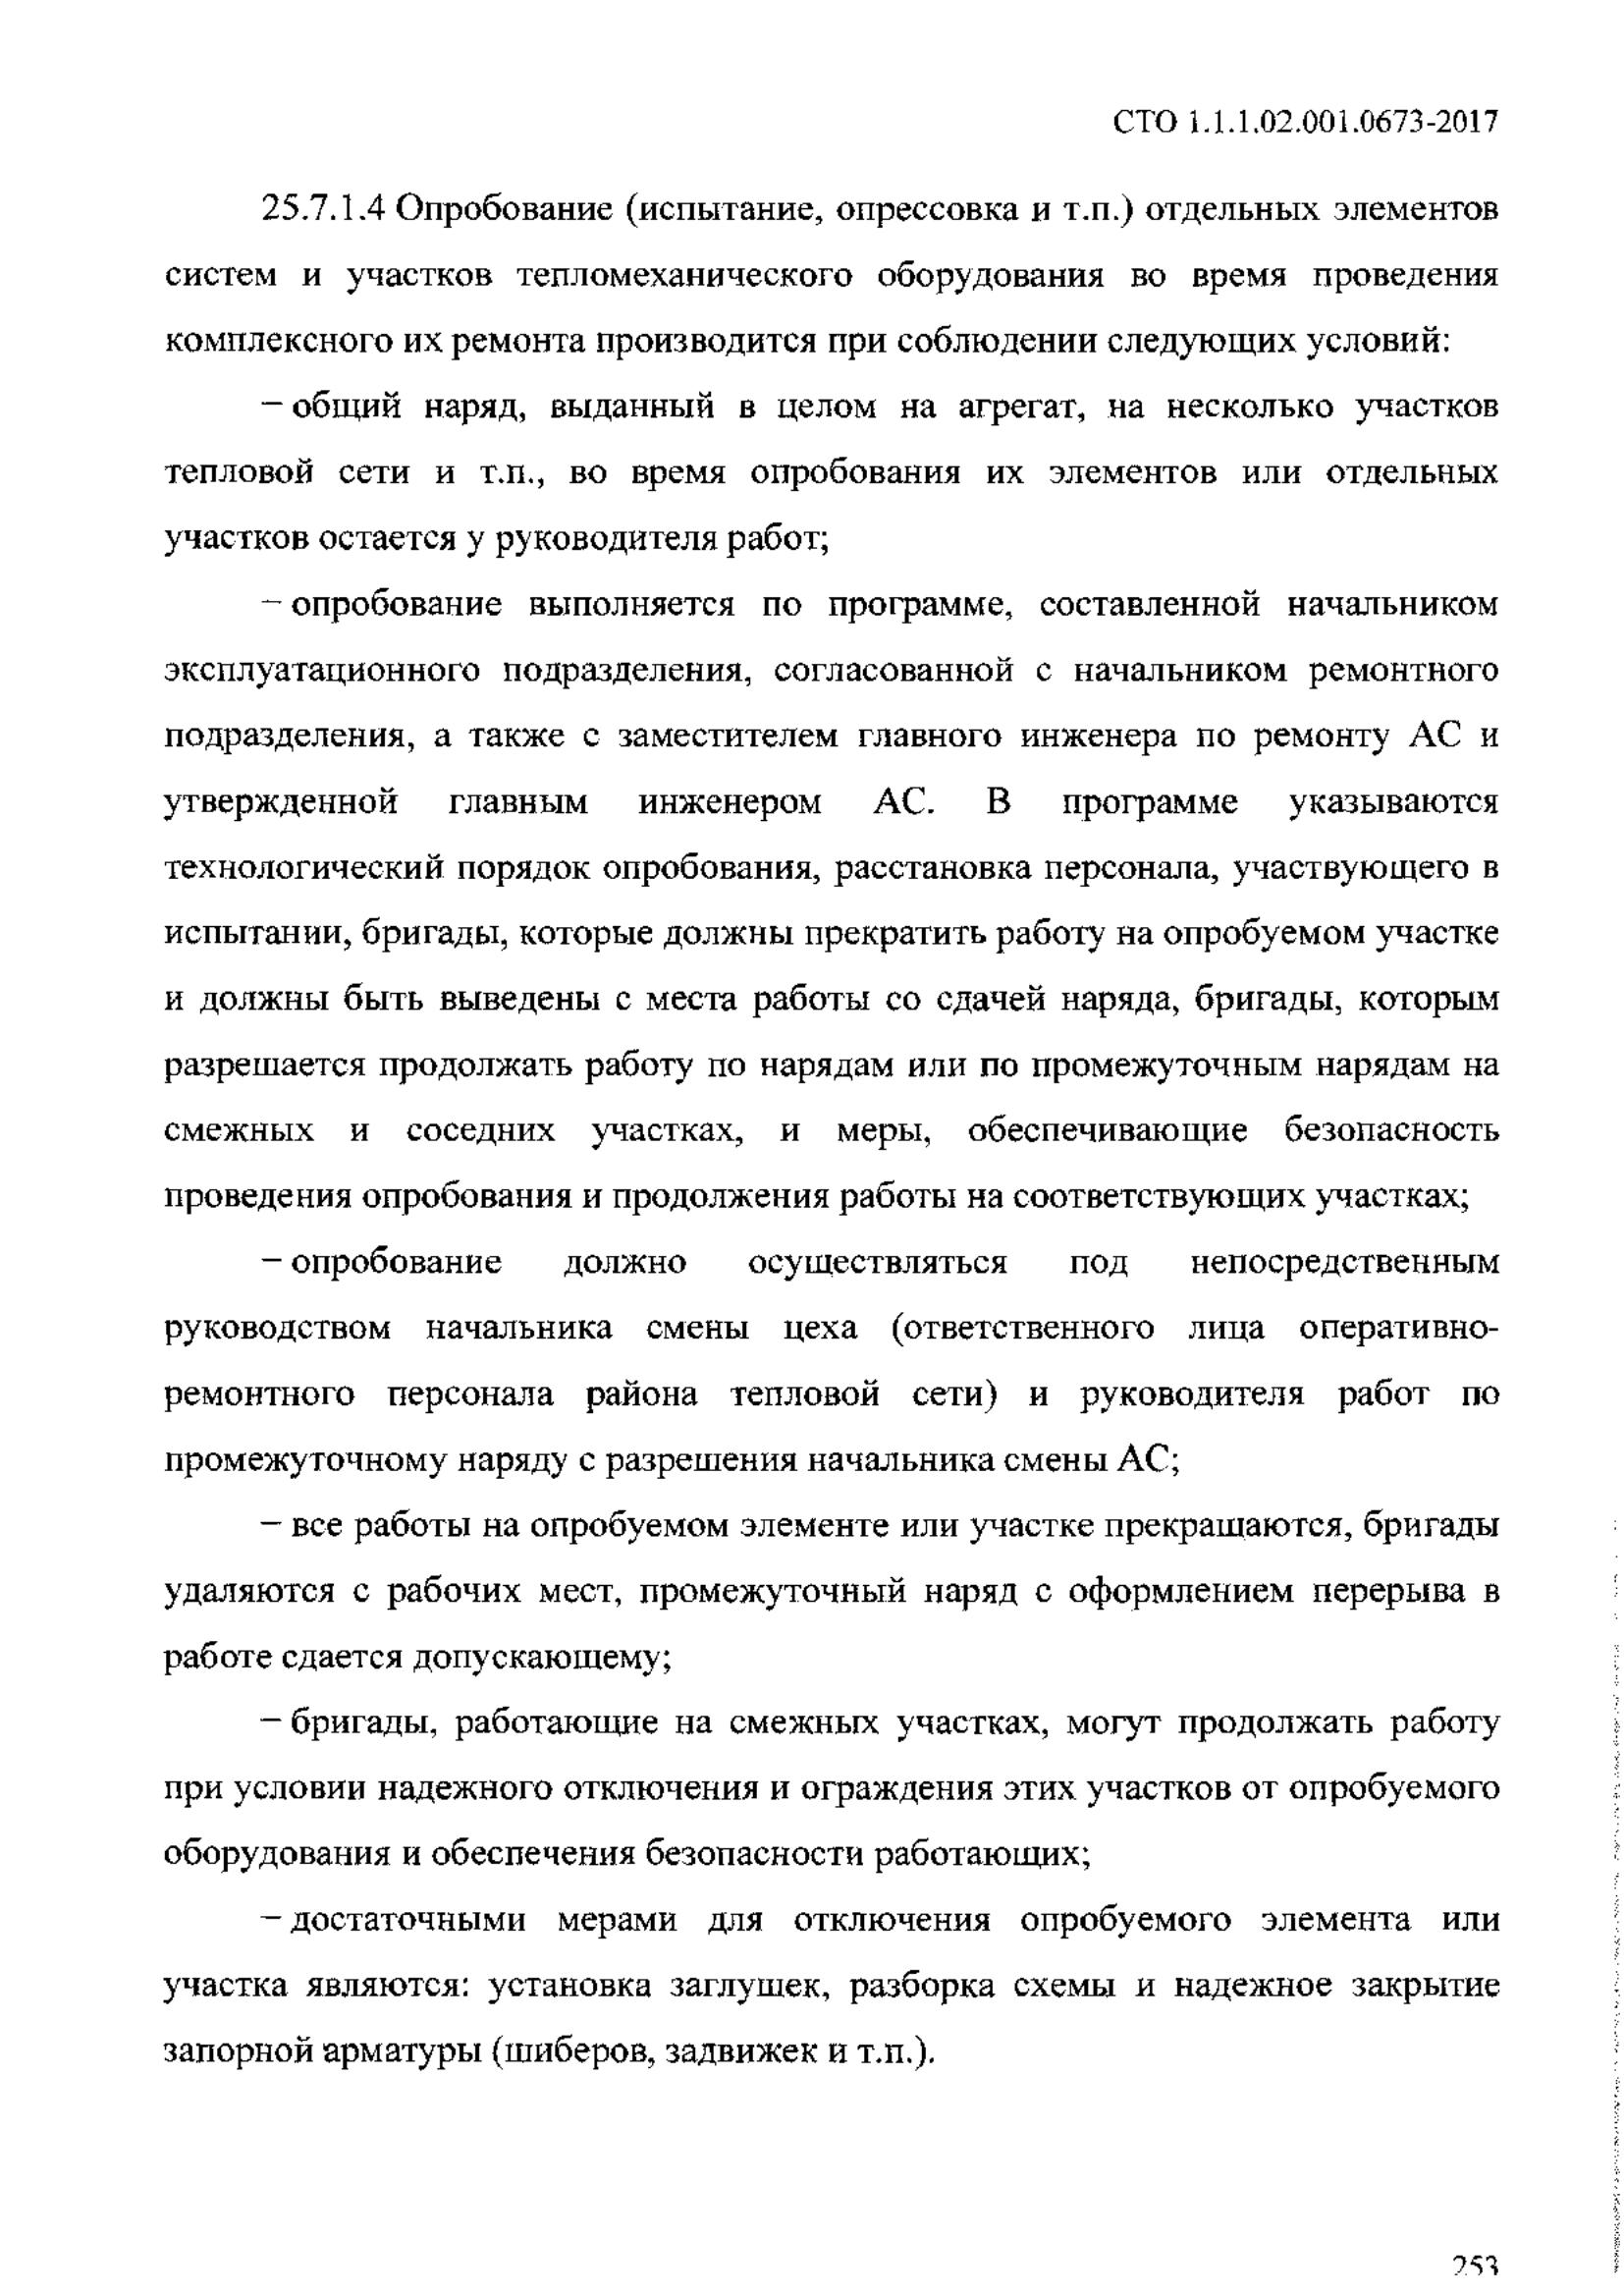 СТО 1.1.1.02.001.0673-2017
25.7.1.4 Опробование (испытание, опрессовка и т.п.) отдельных элементов
систем и участков тепломеханического оборудования во время проведения
комплексного их ремонта производится при соблюдении следующих условий:
– общий наряд, выданный в целом на агрегат, на несколько участков
тепловой сети и т.п., во время опробования их элементов или отдельных
участков остается у руководителя работ;
– опробование выполняется по программе, составленной начальником
эксплуатационного подразделения, согласованной с начальником ремонтного
подразделения, а также с заместителем главного инженера по ремонту АС и
утвержденной главным инженером АС. В программе указываются
технологический порядок опробования, расстановка персонала, участвующего в
испытании, бригады, которые должны прекратить работу на опробуемом участке
и должны быть выведены с места работы со сдачей наряда, бригады, которым
разрешается продолжать работу по нарядам или по промежуточным нарядам на
смежных и соседних участках, и меры, обеспечивающие безопасность
проведения опробования и продолжения работы на соответствующих участках;
– опробование должно осуществляться под непосредственным
руководством начальника смены цеха (ответственного лица оперативно-
ремонтного персонала района тепловой сети) и руководителя работ по
промежуточному наряду с разрешения начальника смены АС;
– все работы на опробуемом элементе или участке прекращаются, бригады
удаляются с рабочих мест, промежуточный наряд с оформлением перерыва в
работе сдается допускающему;
– бригады, работающие на смежных участках, могут продолжать работу
при условии надежного отключения и ограждения этих участков от опробуемого
оборудования и обеспечения безопасности работающих;
– достаточными мерами для отключения опробуемого элемента или
участка являются: установка заглушек, разборка схемы и надежное закрытие
запорной арматуры (шиберов, задвижек и т.п.).
253